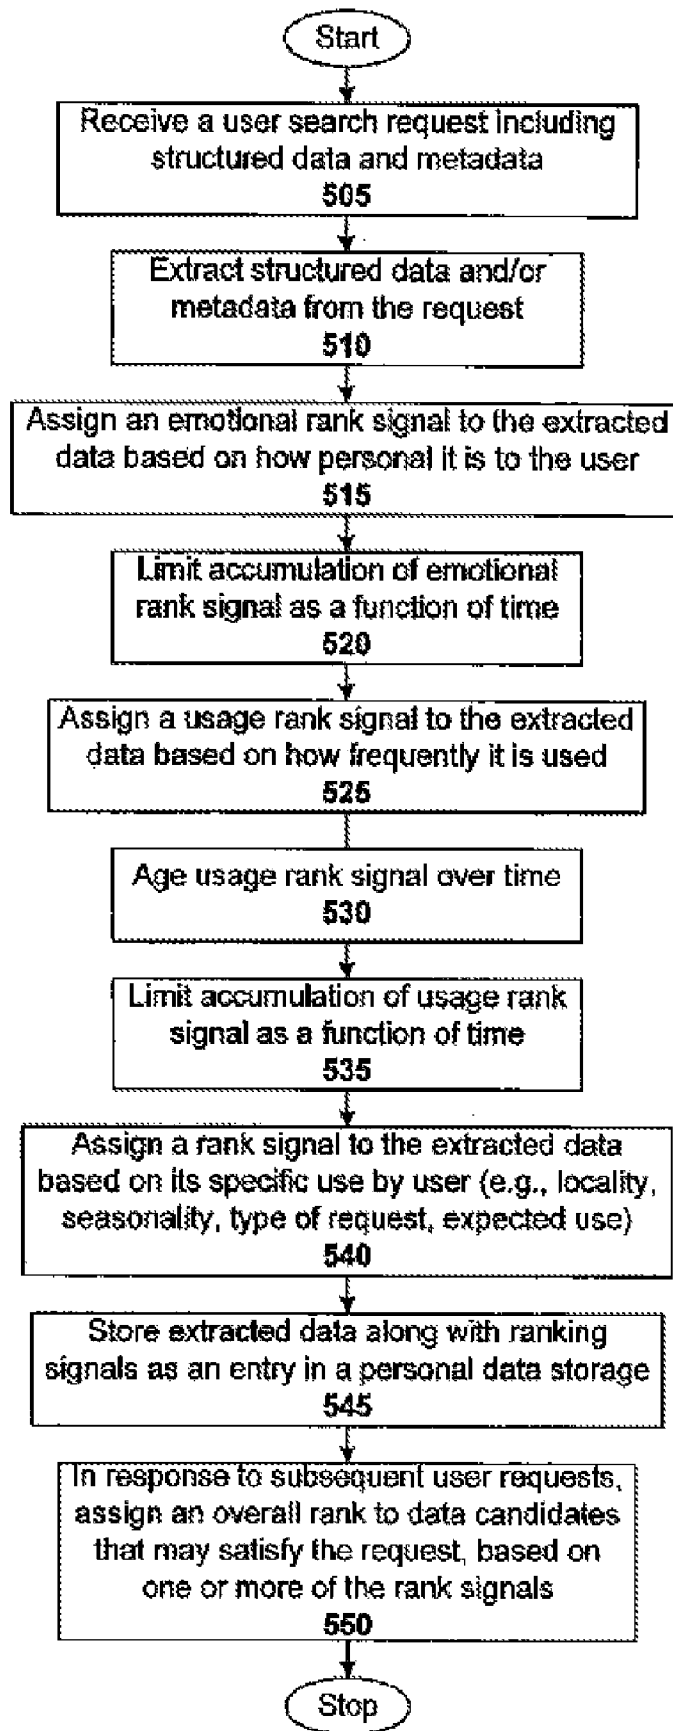 Start
Receive a user search request including
structured data and metadata
505
Extract structured data and/or
metadata from the request
510
Assign an emotional rank signal to the extracted
data based on how personal it is to the user
515
Limit accumulation of emotional
rank signal as a function of time
520
Assign a usage rank signal to the extracted
data based on how frequently it is used
525
Age usage rank signal over time
530
Limit accumulation of usage rank
signal as a function of time
535
Assign a rank signal to the extracted data
based on its specific use by user (e.g., locality,
seasonality, type of request, expected use)
540
Store extracted data along with ranking
signals as an entry in a personal data storage
545
In response to subsequent user requests,
assign an overall rank to data candidates
that may satisfy the request, based on
one or more of the rank signals
550
Stop